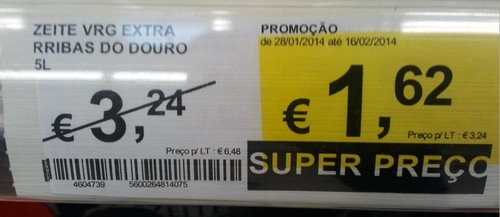 ZEITE VRG EXTRA
RRIBAS DO DOURO
5L
€ 3,24
Preço p/ LT : € 6,48
4604739 5600264814075
PROMOÇÃO
de 28/01/2014 até 16/02/2014
€ 1,62
Preço p/ LT : € 3,24
SUPER PREÇO